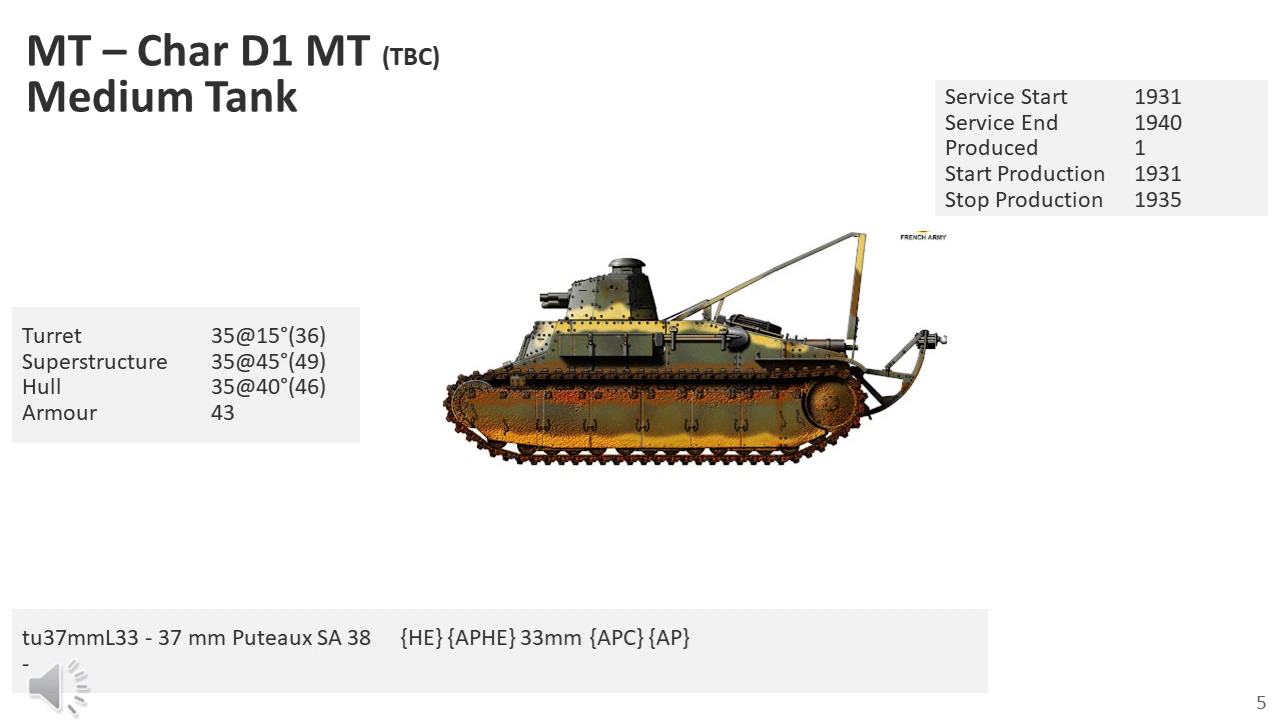 MT – Char D1 MT (TBC)
Medium Tank
Service Start 1931
Service End 1940
Produced 1
Start Production 1931
Stop Production 1935
FRENCH ARMY
Turret 35@15°(36)
Superstructure 35@45°(49)
Hull 35@40°(46)
Armour 43
tu37mmL33 - 37 mm Puteaux SA 38 {HE} {APHE} 33mm {APC} {AP}
-
5